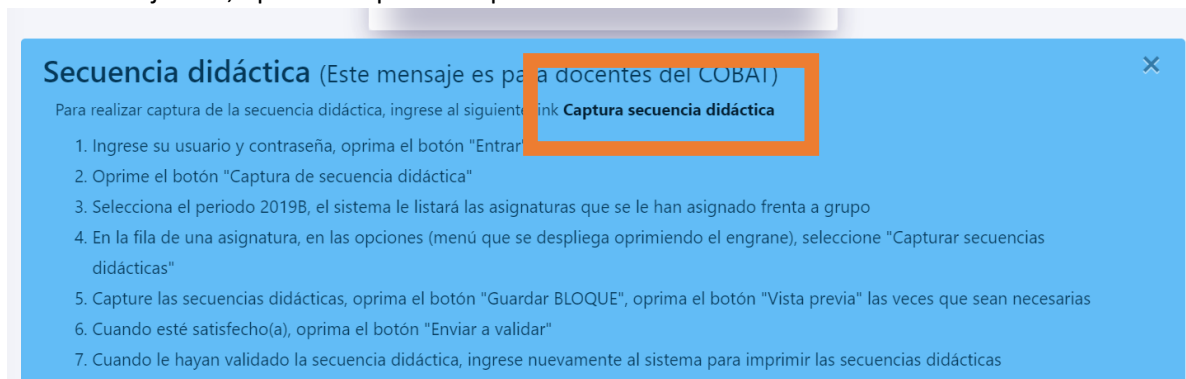 Secuencia didáctica (Este mensaje es pa a docentes del COBAT)
Para realizar captura de la secuencia didáctica, ingrese al siguiente ink Captura secuencia didáctica
1. Ingrese su usuario y contraseña, oprima el botón "Entrar"
2. Oprime el botón "Captura de secuencia didáctica"
3. Selecciona el periodo 2019B, el sistema le listará las asignaturas que se le han asignado frenta a grupo
4. En la fila de una asignatura, en las opciones (menú que se despliega oprimiendo el engrane), seleccione "Capturar secuencias
didácticas"
5. Capture las secuencias didácticas, oprima el botón "Guardar BLOQUE", oprima el botón "Vista previa" las veces que sean necesarias
6. Cuando esté satisfecho(a), oprima el botón "Enviar a validar"
7. Cuando le hayan validado la secuencia didáctica, ingrese nuevamente al sistema para imprimir las secuencias didácticas